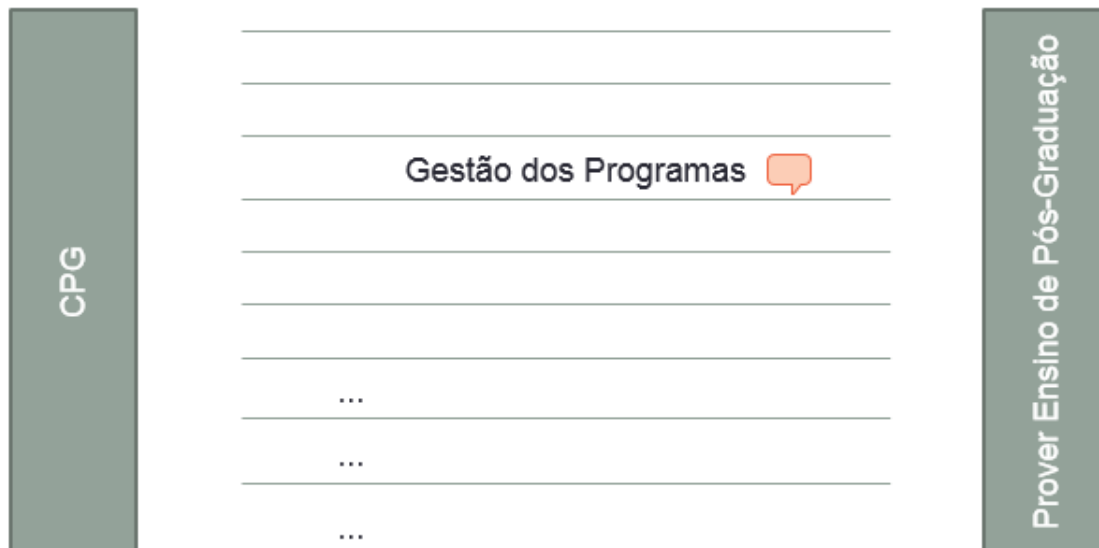 CPG
Gestão dos Programas
...
...
...
Prover Ensino de Pós-Graduação